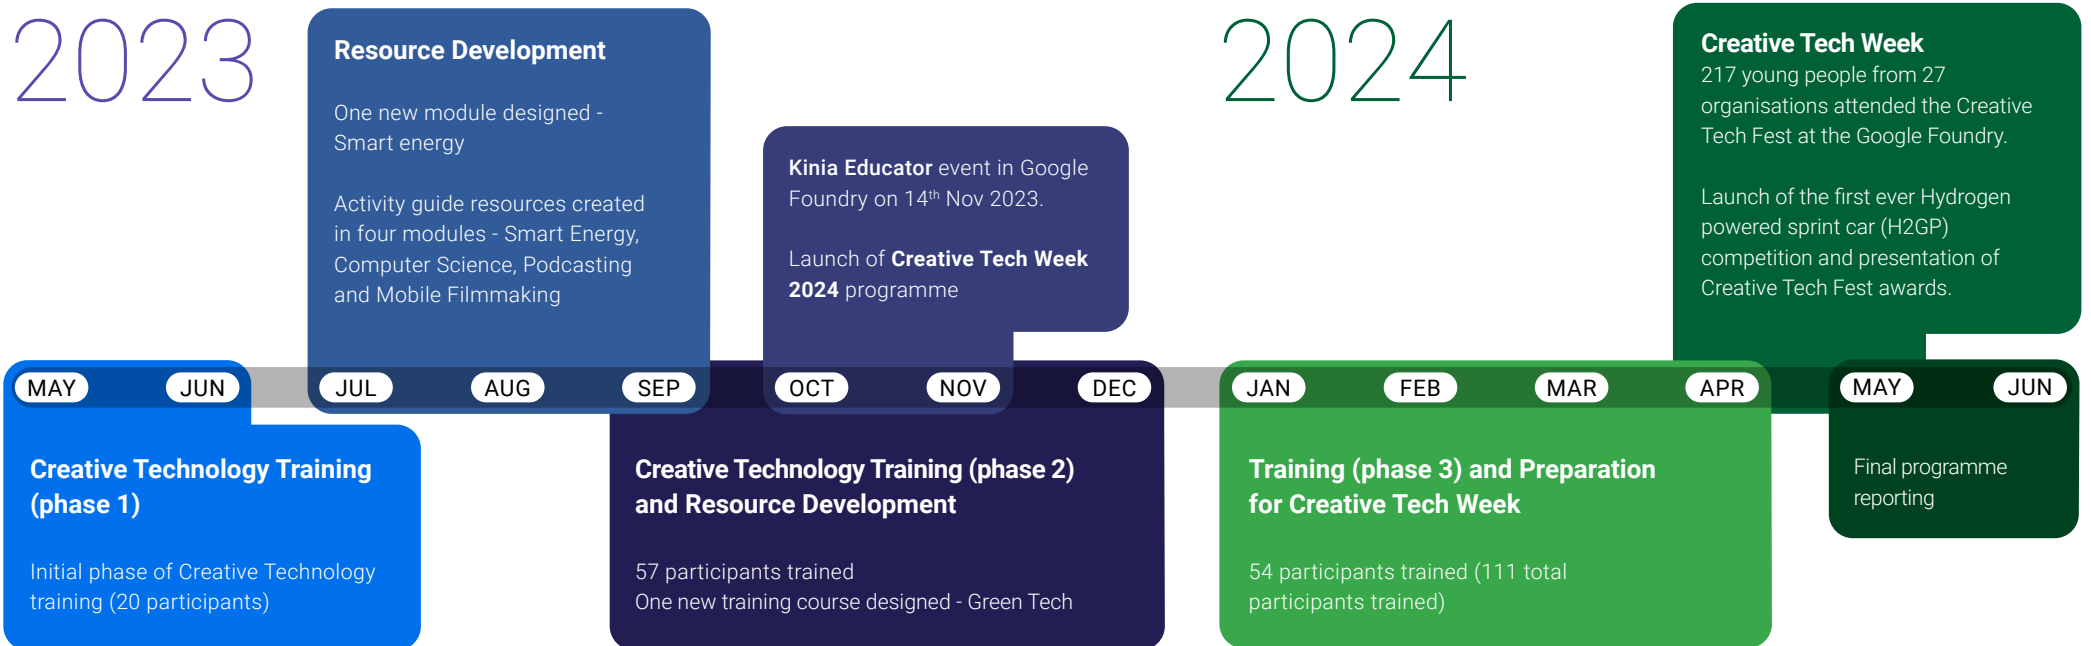 2023
Resource Development
One new module designed -
Smart energy
Activity guide resources created
in four modules - Smart Energy,
Computer Science, Podcasting
and Mobile Filmmaking
Kinia Educator event in Google
Foundry on 14th Nov 2023.
Launch of Creative Tech Week
2024 programme
2024
Creative Tech Week
217 young people from 27
organisations attended the Creative
Tech Fest at the Google Foundry.
Launch of the first ever Hydrogen
powered sprint car (H2GP)
competition and presentation of
Creative Tech Fest awards.
MAY JUN JUL AUG SEP OCT NOV DEC JAN FEB MAR APR MAY JUN
Creative Technology Training
(phase 1)
Initial phase of Creative Technology
training (20 participants)
Creative Technology Training (phase 2)
and Resource Development
57 participants trained
One new training course designed - Green Tech
Training (phase 3) and Preparation
for Creative Tech Week
54 participants trained (111 total
participants trained)
Final programme
reporting